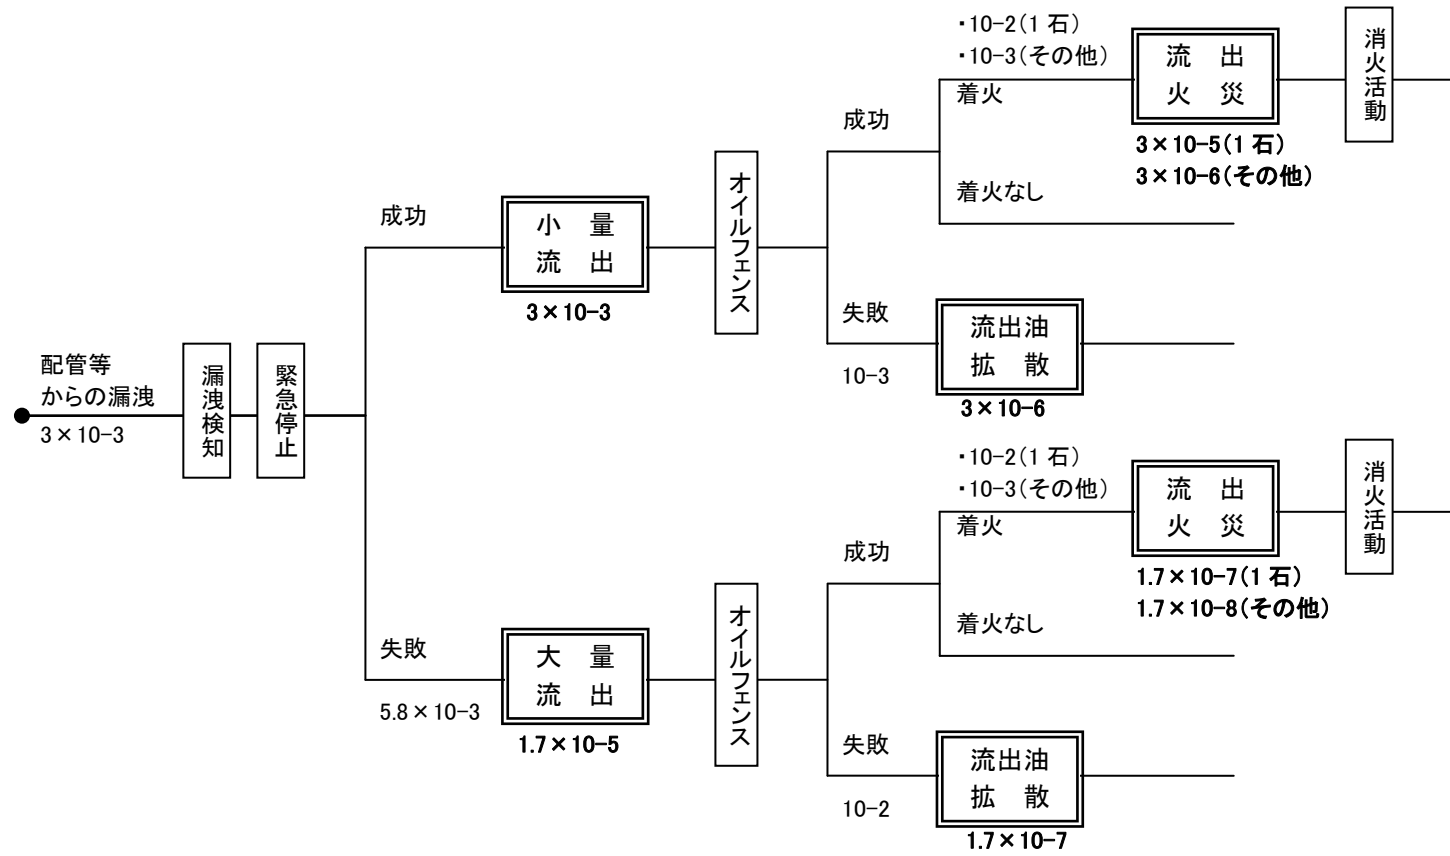 配管等
からの漏洩
3×10-3
漏洩検知
緊急停止
成功
小 量
流 出
3×10-3
オイルフェンス
成功
・10-2(1 石)
・10-3(その他)
着火
流 出
火 災
3×10-5(1 石)
3×10-6(その他)
消火活動
着火なし
失敗
10-3
流出油
拡 散
3×10-6
失敗
5.8×10-3
大 量
流 出
1.7×10-5
オイルフェンス
成功
・10-2(1 石)
・10-3(その他)
着火
流 出
火 災
1.7×10-7(1 石)
1.7×10-8(その他)
消火活動
着火なし
失敗
10-2
流出油
拡 散
1.7×10-7